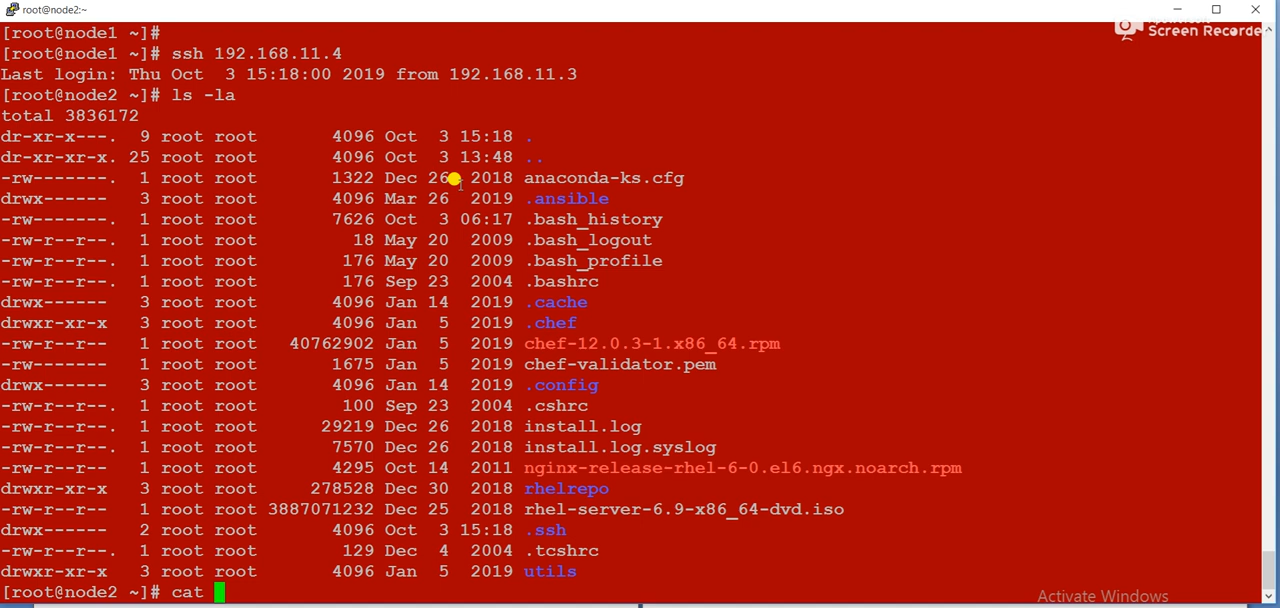 root@node2:~
[root@node1 ~]#
Screen Recorder
[root@node1 ~]# ssh 192.168.11.4
Last login: Thu Oct  3 15:18:00 2019 from 192.168.11.3
[root@node2 ~]# ls -la
total 3836172
dr-xr-x---.  9 root root       4096 Oct  3 15:18 .
dr-xr-xr-x. 25 root root       4096 Oct  3 13:48 ..
-rw-------.  1 root root       1322 Dec 26  2018 anaconda-ks.cfg
drwx------   3 root root       4096 Mar 26  2019 .ansible
-rw-------.  1 root root       7626 Oct  3 06:17 .bash_history
-rw-r--r--.  1 root root         18 May 20  2009 .bash_logout
-rw-r--r--.  1 root root        176 May 20  2009 .bash_profile
-rw-r--r--.  1 root root        176 Sep 23  2004 .bashrc
drwx------   3 root root       4096 Jan 14  2019 .cache
drwxr-xr-x   3 root root       4096 Jan  5  2019 .chef
-rw-r--r--   1 root root   40762902 Jan  5  2019 chef-12.0.3-1.x86_64.rpm
-rw-------   1 root root       1675 Jan  5  2019 chef-validator.pem
drwx------   3 root root       4096 Jan 14  2019 .config
-rw-r--r--.  1 root root        100 Sep 23  2004 .cshrc
-rw-r--r--.  1 root root      29219 Dec 26  2018 install.log
-rw-r--r--.  1 root root       7570 Dec 26  2018 install.log.syslog
-rw-r--r--   1 root root       4295 Oct 14  2011 nginx-release-rhel-6-0.el6.ngx.noarch.rpm
drwxr-xr-x   3 root root     278528 Dec 30  2018 rhelrepo
-rw-r--r--   1 root root 3887071232 Dec 25  2018 rhel-server-6.9-x86_64-dvd.iso
drwx------   2 root root       4096 Oct  3 15:18 .ssh
-rw-r--r--.  1 root root        129 Dec  4  2004 .tcshrc
drwxr-xr-x   3 root root       4096 Jan  5  2019 utils
[root@node2 ~]# cat
Activate Windows